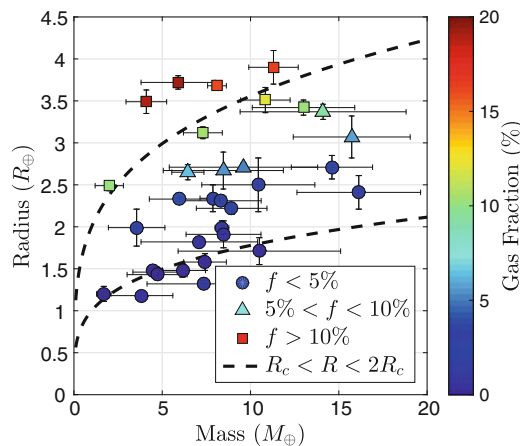 4.5
4
3.5
3
2.5
2
1.5
1
0.5
0
Radius (R⊕)
0
5
10
15
20
Mass (M⊕)
f < 5%
5% < f < 10%
f > 10%
R_c < R < 2R_c
20
15
10
5
0
Gas Fraction (%)